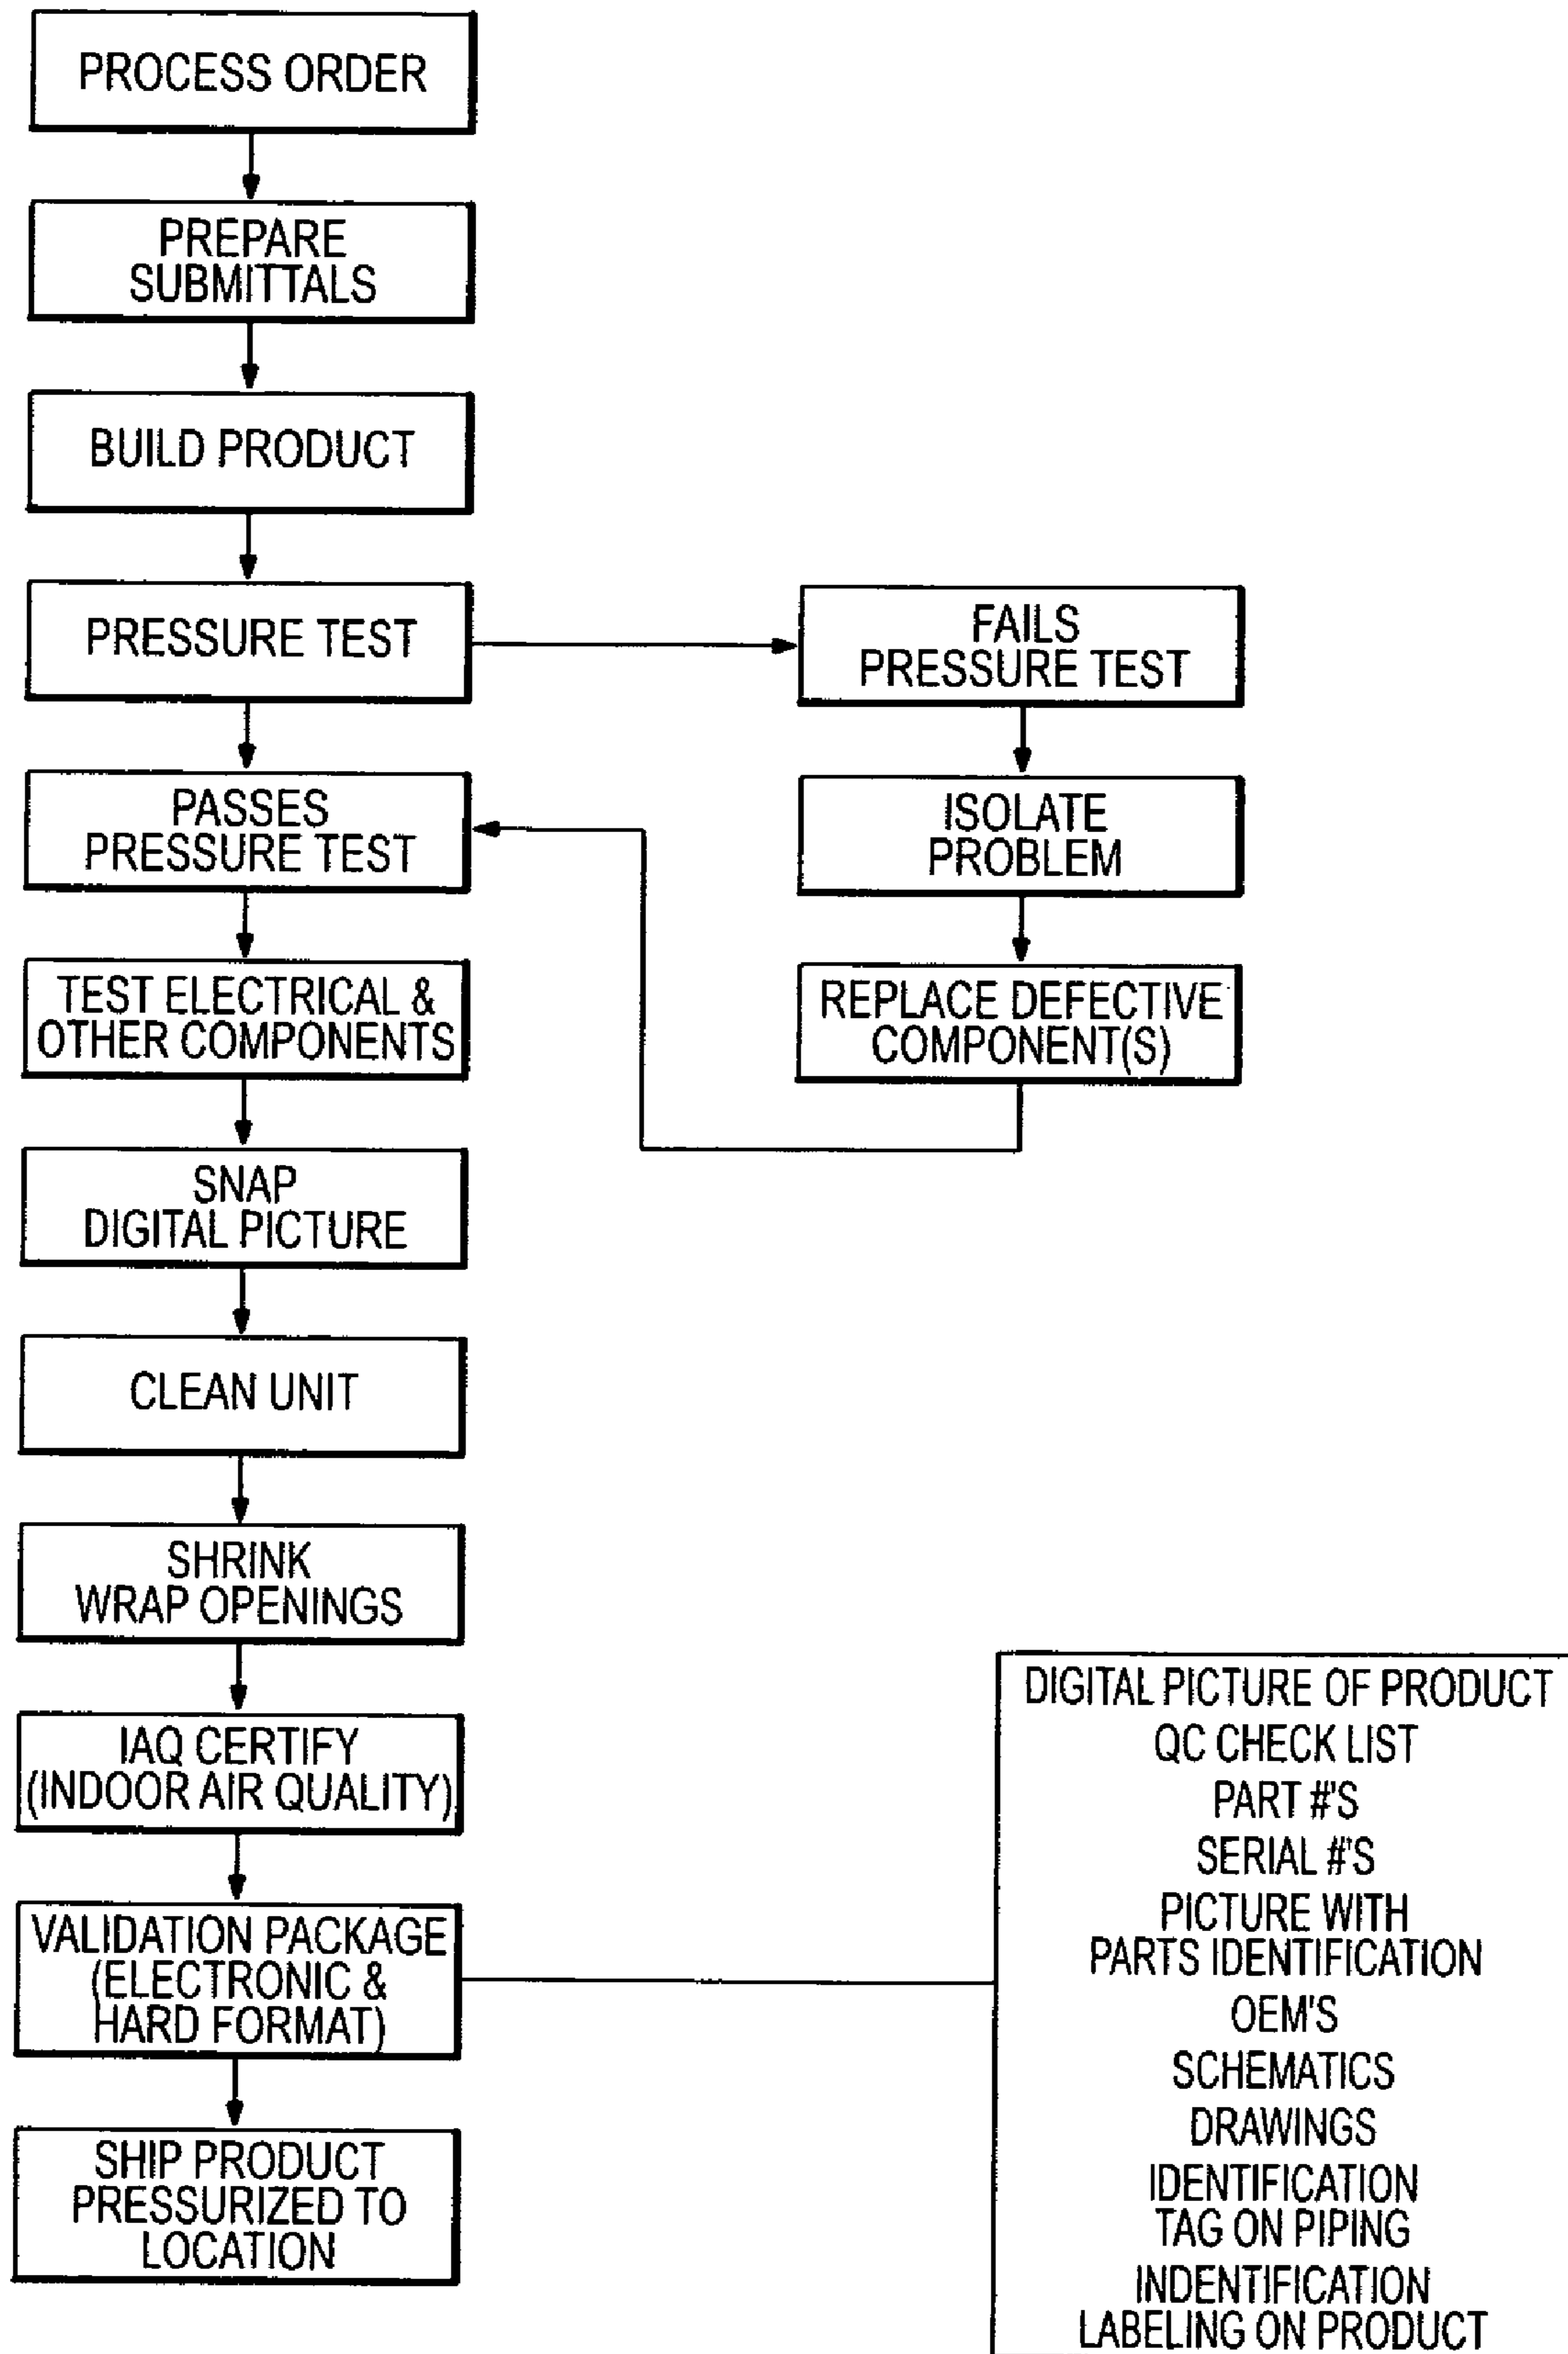 PROCESS ORDER
PREPARE
SUBMITTALS
BUILD PRODUCT
PRESSURE TEST
FAILS
PRESSURE TEST
PASSES
PRESSURE TEST
ISOLATE
PROBLEM
TEST ELECTRICAL &
OTHER COMPONENTS
REPLACE DEFECTIVE
COMPONENT(S)
SNAP
DIGITAL PICTURE
CLEAN UNIT
SHRINK
WRAP OPENINGS
IAQ CERTIFY
(INDOOR AIR QUALITY)
VALIDATION PACKAGE
(ELECTRONIC &
HARD FORMAT)
SHIP PRODUCT
PRESSURIZED TO
LOCATION
DIGITAL PICTURE OF PRODUCT
QC CHECK LIST
PART #'S
SERIAL #'S
PICTURE WITH
PARTS IDENTIFICATION
OEM'S
SCHEMATICS
DRAWINGS
IDENTIFICATION
TAG ON PIPING
INDENTIFICATION
LABELING ON PRODUCT